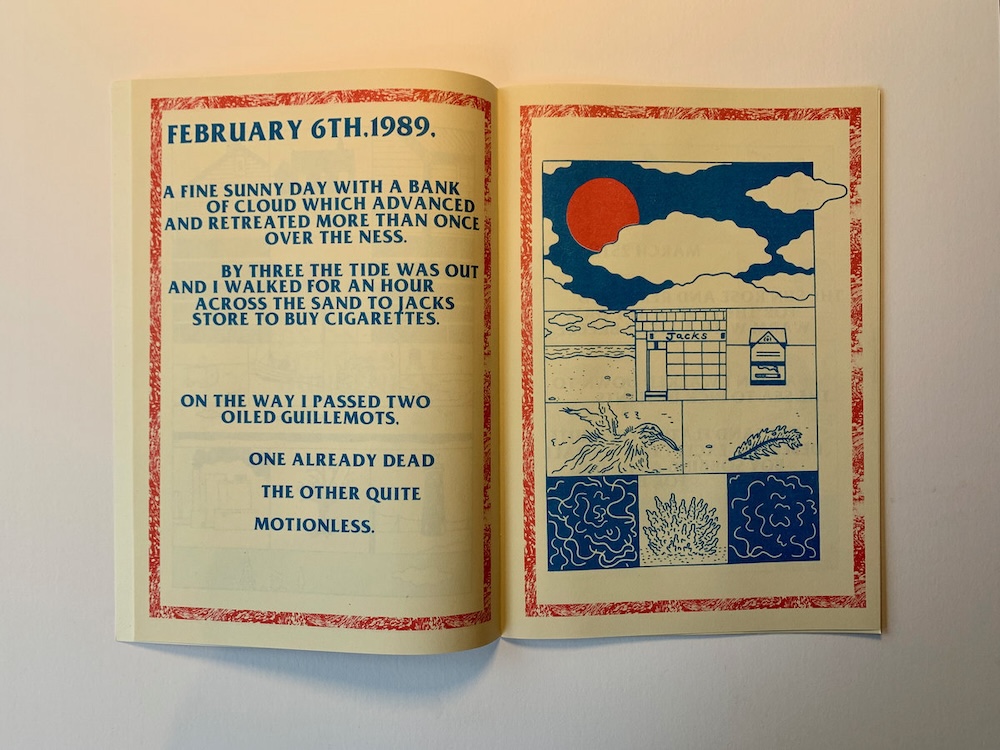 FEBRUARY 6TH.1989.
A FINE SUNNY DAY WITH A BANK
OF CLOUD WHICH ADVANCED
AND RETREATED MORE THAN ONCE
OVER THE NESS.
BY THREE THE TIDE WAS OUT
AND I WALKED FOR AN HOUR
ACROSS THE SAND TO JACKS
STORE TO BUY CIGARETTES.
ON THE WAY I PASSED TWO
OILED GUILLEMOTS.
ONE ALREADY DEAD
THE OTHER QUITE
MOTIONLESS.
Jacks